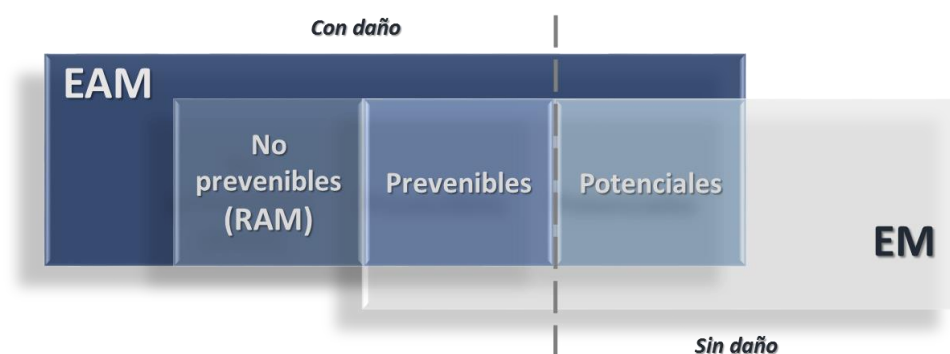 Con daño
EAM
No
prevenibles
(RAM)
Prevenibles
Potenciales
EM
Sin daño